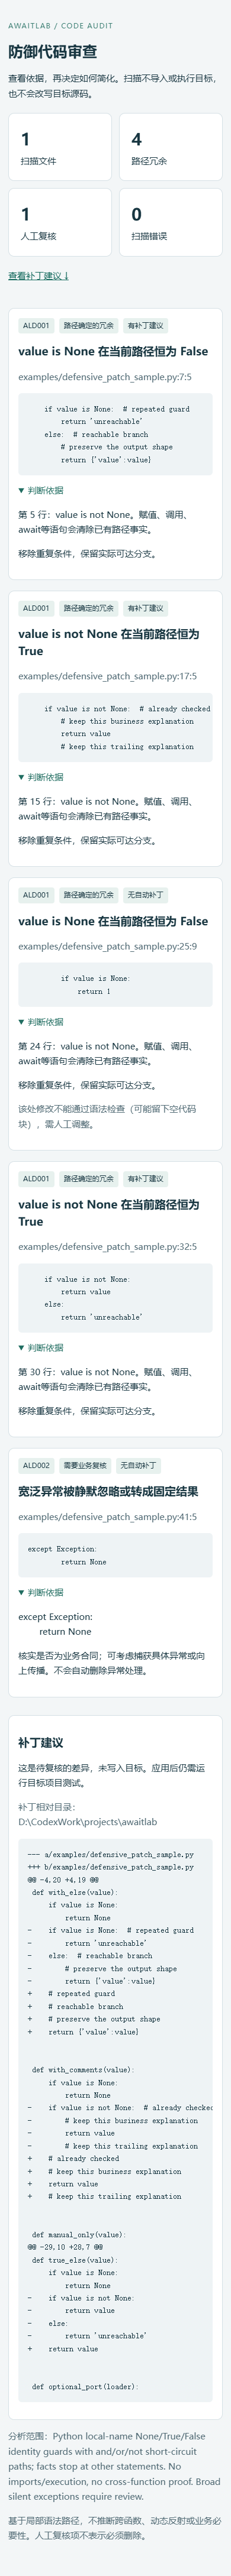 AWAITLAB / CODE AUDIT
防御代码审查
查看依据，再决定如何简化。扫描不导入或执行目标，
也不会改写目标源码。
1
扫描文件
4
路径冗余
1
人工复核
0
扫描错误
查看补丁建议 ↓
ALD001 路径确定的冗余 有补丁建议
value is None 在当前路径恒为 False
examples/defensive_patch_sample.py:7:5
if value is None:  # repeated guard
return 'unreachable'
else:  # reachable branch
# preserve the output shape
return {'value':value}
▼ 判断依据
第 5 行：value is not None。赋值、调用、
await等语句会清除已有路径事实。
移除重复条件，保留实际可达分支。
ALD001 路径确定的冗余 有补丁建议
value is not None 在当前路径恒为
True
examples/defensive_patch_sample.py:17:5
if value is not None:  # already checked
# keep this business explanation
return value
# keep this trailing explanation
▼ 判断依据
第 15 行：value is not None。赋值、调用、
await等语句会清除已有路径事实。
移除重复条件，保留实际可达分支。
ALD001 路径确定的冗余 无自动补丁
value is None 在当前路径恒为 False
examples/defensive_patch_sample.py:25:9
if value is None:
return 1
▼ 判断依据
第 24 行：value is not None。赋值、调用、
await等语句会清除已有路径事实。
移除重复条件，保留实际可达分支。
该处修改不能通过语法检查（可能留下空代码
块），需人工调整。
ALD001 路径确定的冗余 有补丁建议
value is not None 在当前路径恒为
True
examples/defensive_patch_sample.py:32:5
if value is not None:
return value
else:
return 'unreachable'
▼ 判断依据
第 30 行：value is not None。赋值、调用、
await等语句会清除已有路径事实。
移除重复条件，保留实际可达分支。
ALD002 需要业务复核 无自动补丁
宽泛异常被静默忽略或转成固定结果
examples/defensive_patch_sample.py:41:5
except Exception:
return None
▼ 判断依据
except Exception:
return None
核实是否为业务合同；可考虑捕获具体异常或向
上传播。不会自动删除异常处理。
补丁建议
这是待复核的差异，未写入目标。应用后仍需运
行目标项目测试。
补丁相对目录：
D:\CodexWork\projects\awaitlab
--- a/examples/defensive_patch_sample.py
+++ b/examples/defensive_patch_sample.py
@@ -4,20 +4,19 @@
def with_else(value):
if value is None:
return None
-    if value is None:  # repeated guard
-        return 'unreachable'
-    else:  # reachable branch
-        # preserve the output shape
-        return {'value':value}
+    # repeated guard
+    # reachable branch
+    # preserve the output shape
+    return {'value':value}
def with_comments(value):
if value is None:
return None
-    if value is not None:  # already checked
-        # keep this business explanation
-        return value
-        # keep this trailing explanation
+    # already checked
+    # keep this business explanation
+    return value
+    # keep this trailing explanation
def manual_only(value):
@@ -29,10 +28,7 @@
def true_else(value):
if value is None:
return None
-    if value is not None:
-        return value
-    else:
-        return 'unreachable'
+    return value
def optional_port(loader):
分析范围：Python local-name None/True/False
identity guards with and/or/not short-circuit
paths; facts stop at other statements. No
imports/execution, no cross-function proof. Broad
silent exceptions require review.
基于局部语法路径，不推断跨函数、动态反射或业务必
要性。人工复核项不表示必须删除。